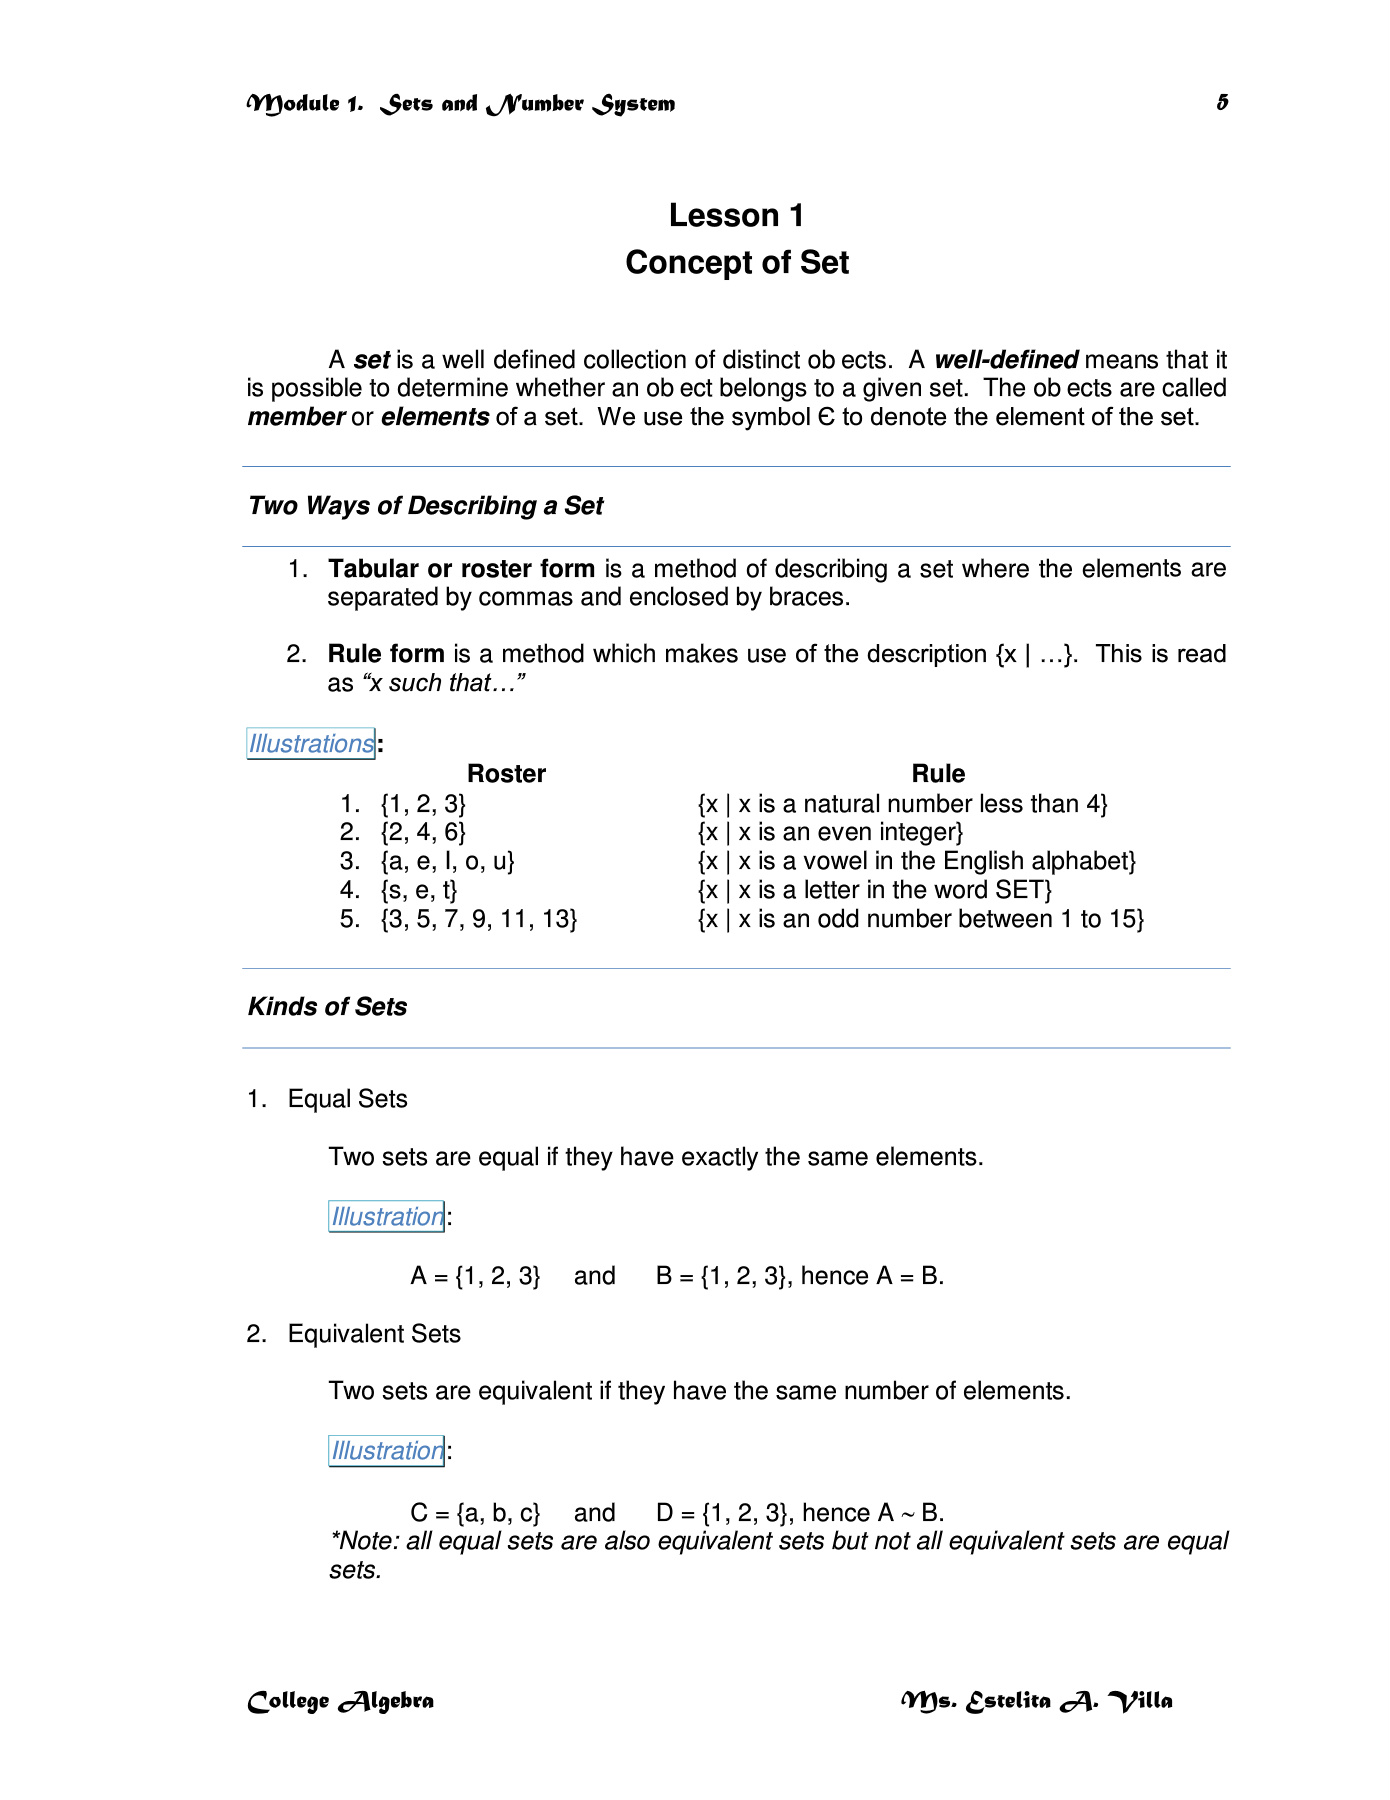 Module 1. Sets and Number System 5
Lesson 1
Concept of Set
A set is a well defined collection of distinct ob ects. A well-defined means that it
is possible to determine whether an ob ect belongs to a given set. The ob ects are called
member or elements of a set. We use the symbol Є to denote the element of the set.
Two Ways of Describing a Set
1. Tabular or roster form is a method of describing a set where the elements are
separated by commas and enclosed by braces.
2. Rule form is a method which makes use of the description {x | …}. This is read
as “x such that…”
Illustrations:
Roster Rule
1. {1, 2, 3} {x | x is a natural number less than 4}
2. {2, 4, 6} {x | x is an even integer}
3. {a, e, I, o, u} {x | x is a vowel in the English alphabet}
4. {s, e, t} {x | x is a letter in the word SET}
5. {3, 5, 7, 9, 11, 13} {x | x is an odd number between 1 to 15}
Kinds of Sets
1. Equal Sets
Two sets are equal if they have exactly the same elements.
Illustration:
A = {1, 2, 3} and B = {1, 2, 3}, hence A = B.
2. Equivalent Sets
Two sets are equivalent if they have the same number of elements.
Illustration:
C = {a, b, c} and D = {1, 2, 3}, hence A ~ B.
*Note: all equal sets are also equivalent sets but not all equivalent sets are equal
sets.
College Algebra Ms. Estelita A. Villa